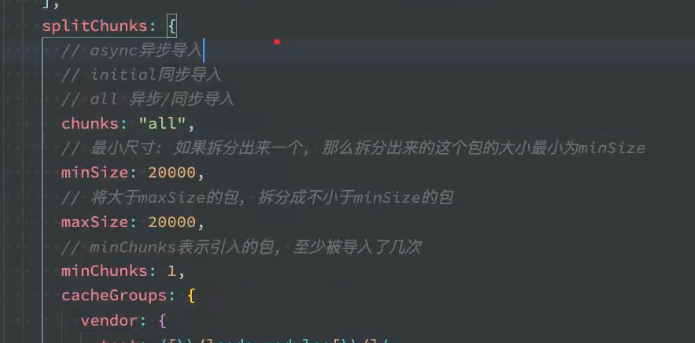 ],
splitChunks: {
// async异步导入
// initial同步导入
// all 异步/同步导入
chunks: "all",
// 最小尺寸: 如果拆分出来一个, 那么拆分出来的这个包的大小最小为minSize
minSize: 20000,
// 将大于maxSize的包, 拆分成不小于minSize的包
maxSize: 20000,
// minChunks表示引入的包, 至少被导入了几次
minChunks: 1,
cacheGroups: {
vendor: {